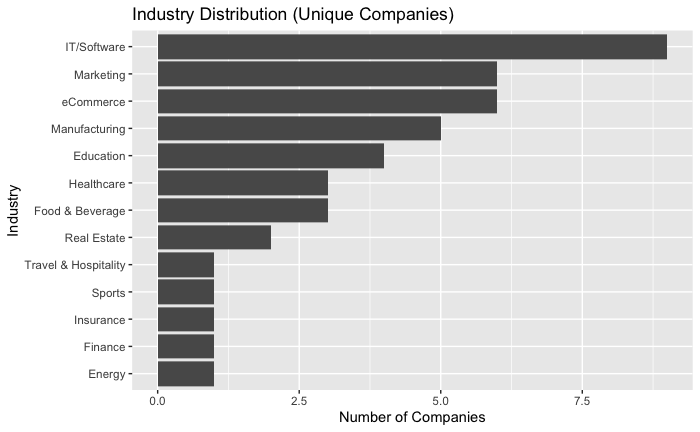 Industry Distribution (Unique Companies)
IT/Software
Marketing
eCommerce
Manufacturing
Education
Healthcare
Food & Beverage
Real Estate
Travel & Hospitality
Sports
Insurance
Finance
Energy
Industry
0.0 2.5 5.0 7.5
Number of Companies